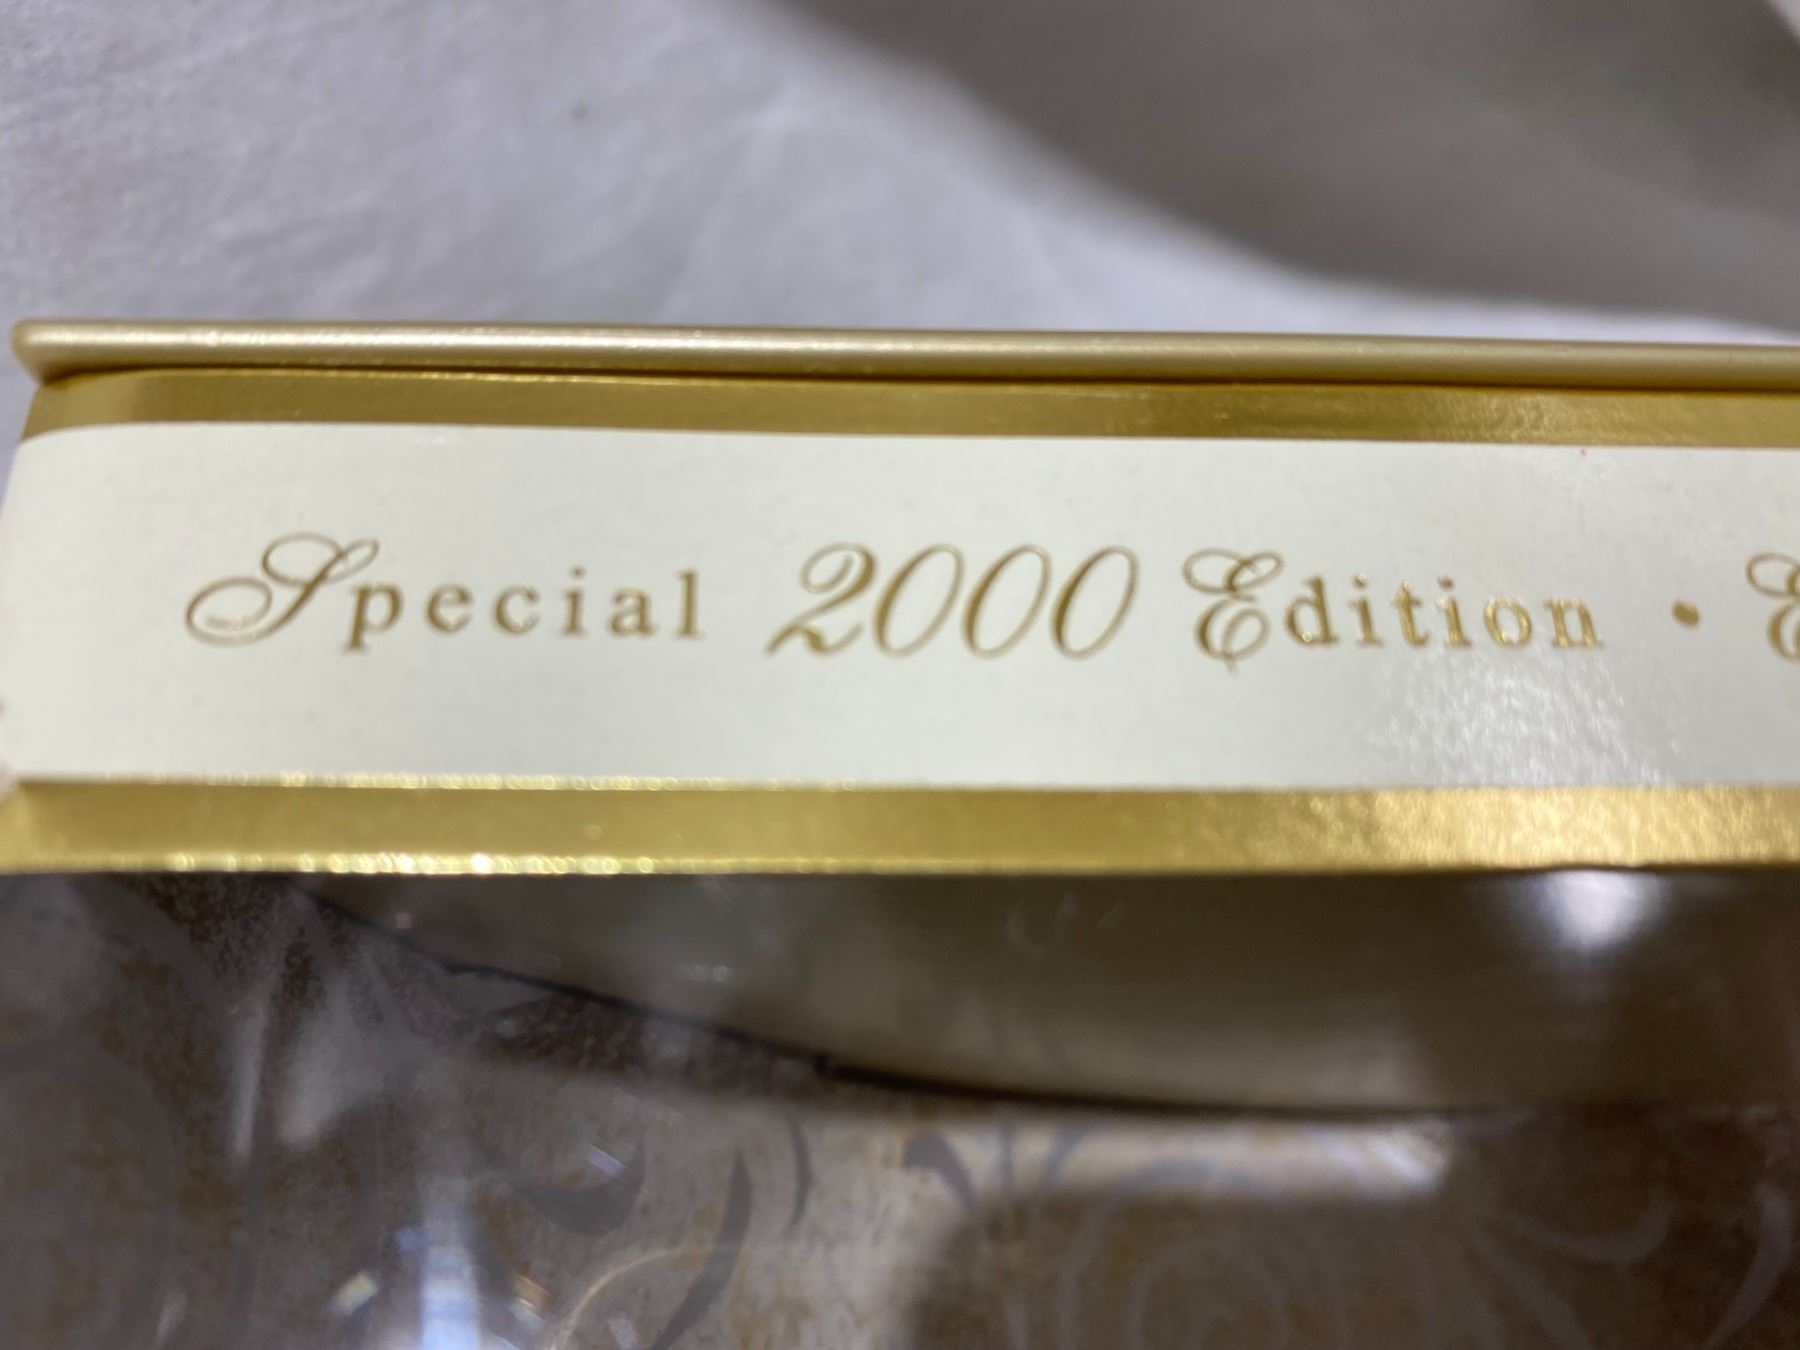 Special 2000 Edition •